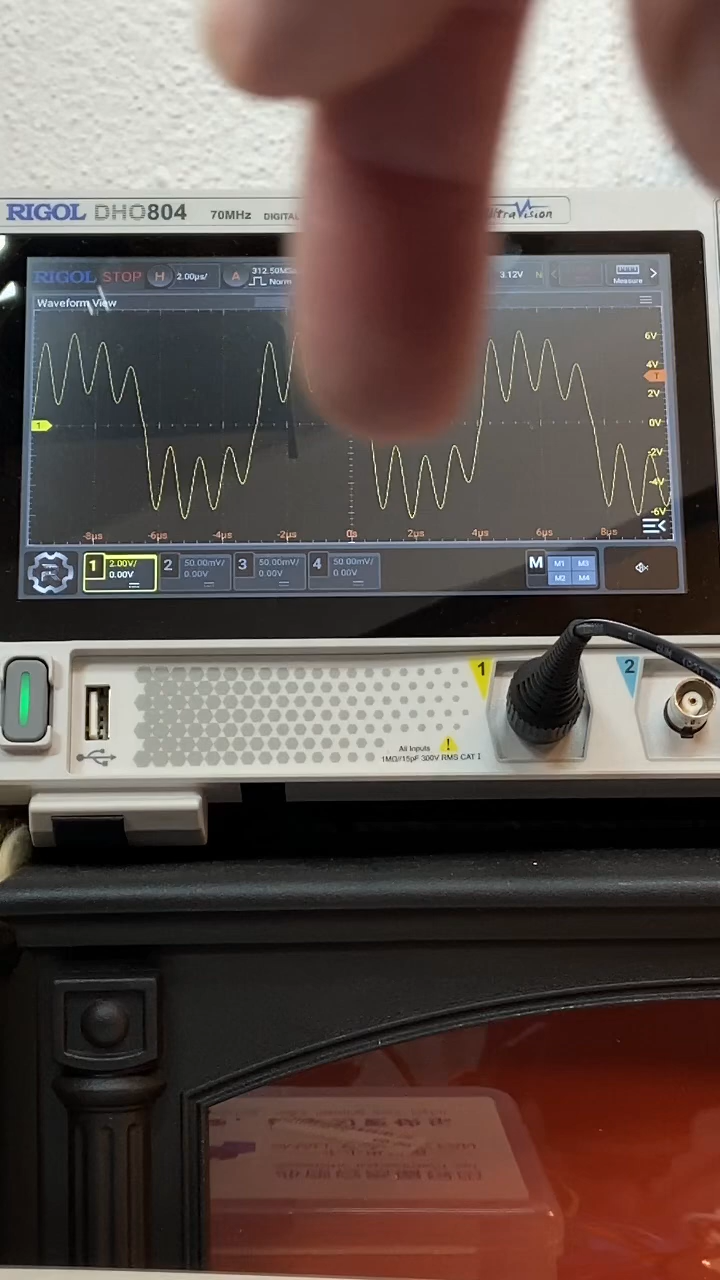 RIGOL DHO804 70MHz DIGITAL UltraVision
RIGOL STOP H 2.00µs/ A 312.50M Norm 3.12V Measure
Waveform View
6V
4V
T
2V
1 0V
-2V
-4V
-6V
-8µs -6µs -4µs -2µs 0s 2µs 4µs 6µs 8µs
1 2.00V/ 2 50.00mV/ 3 50.00mV/ 4 50.00mV/ M M1 M3
0.00V 0.00V 0.00V 0.00V M2 M4
1 2
All Inputs !
1MΩ//15pF 300V RMS CAT I